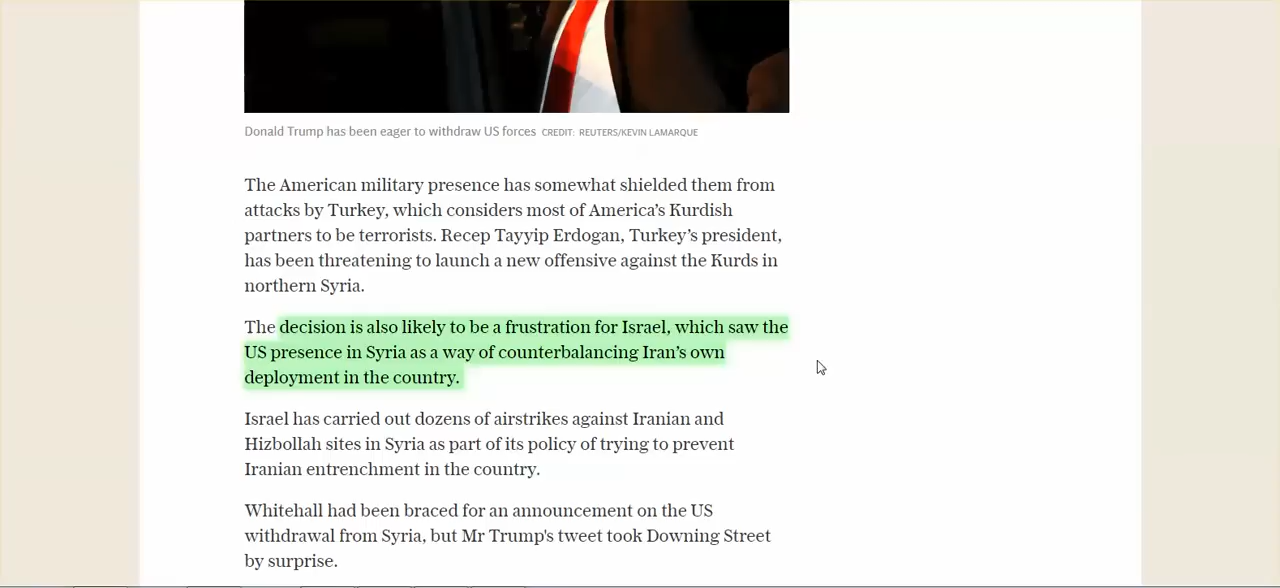 Donald Trump has been eager to withdraw US forces CREDIT: REUTERS/KEVIN LAMARQUE
The American military presence has somewhat shielded them from
attacks by Turkey, which considers most of America’s Kurdish
partners to be terrorists. Recep Tayyip Erdogan, Turkey’s president,
has been threatening to launch a new offensive against the Kurds in
northern Syria.
The decision is also likely to be a frustration for Israel, which saw the
US presence in Syria as a way of counterbalancing Iran’s own
deployment in the country.
Israel has carried out dozens of airstrikes against Iranian and
Hizbollah sites in Syria as part of its policy of trying to prevent
Iranian entrenchment in the country.
Whitehall had been braced for an announcement on the US
withdrawal from Syria, but Mr Trump's tweet took Downing Street
by surprise.